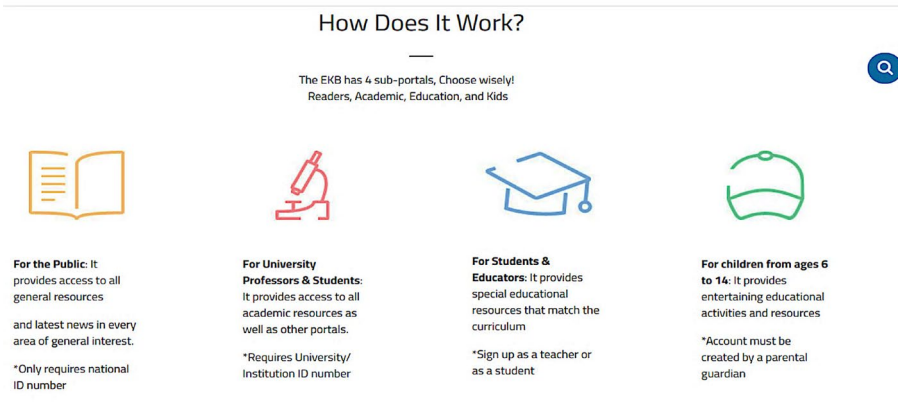 How Does It Work?
The EKB has 4 sub-portals, Choose wisely!
Readers, Academic, Education, and Kids
For the Public: It
provides access to all
general resources
and latest news in every
area of general interest.
*Only requires national
ID number
For University
Professors & Students:
It provides access to all
academic resources as
well as other portals.
*Requires University/
Institution ID number
For Students &
Educators: It provides
special educational
resources that match the
curriculum
*Sign up as a teacher or
as a student
For children from ages 6
to 14: It provides
entertaining educational
activities and resources
*Account must be
created by a parental
guardian